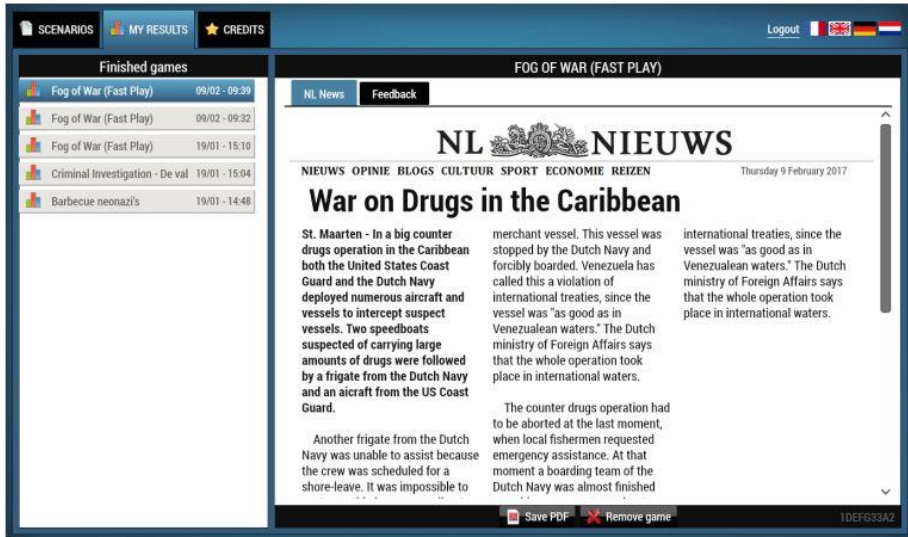 SCENARIOS
MY RESULTS
CREDITS
Logout
Finished games
Fog of War (Fast Play) 09/02 - 09:39
Fog of War (Fast Play) 09/02 - 09:32
Fog of War (Fast Play) 19/01 - 15:10
Criminal Investigation - De val 19/01 - 15:04
Barbecue neonazi's 19/01 - 14:48
FOG OF WAR (FAST PLAY)
NL News
Feedback
NL NIEUWS
NIEUWS OPINIE BLOGS CULTUUR SPORT ECONOMIE REIZEN
Thursday 9 February 2017
War on Drugs in the Caribbean
St. Maarten - In a big counter
drugs operation in the Caribbean
both the United States Coast
Guard and the Dutch Navy
deployed numerous aircraft and
vessels to intercept suspect
vessels. Two speedboats
suspected of carrying large
amounts of drugs were followed
by a frigate from the Dutch Navy
and an aicraft from the US Coast
Guard.
Another frigate from the Dutch
Navy was unable to assist because
the crew was scheduled for a
shore-leave. It was impossible to
merchant vessel. This vessel was
stopped by the Dutch Navy and
forcibly boarded. Venezuela has
called this a violation of
international treaties, since the
vessel was "as good as in
Venezualean waters." The Dutch
ministry of Foreign Affairs says
that the whole operation took
place in international waters.
The counter drugs operation had
to be aborted at the last moment,
when local fishermen requested
emergency assistance. At that
moment a boarding team of the
Dutch Navy was almost finished
international treaties, since the
vessel was "as good as in
Venezualean waters." The Dutch
ministry of Foreign Affairs says
that the whole operation took
place in international waters.
Save PDF
Remove game
1DEFG33A2